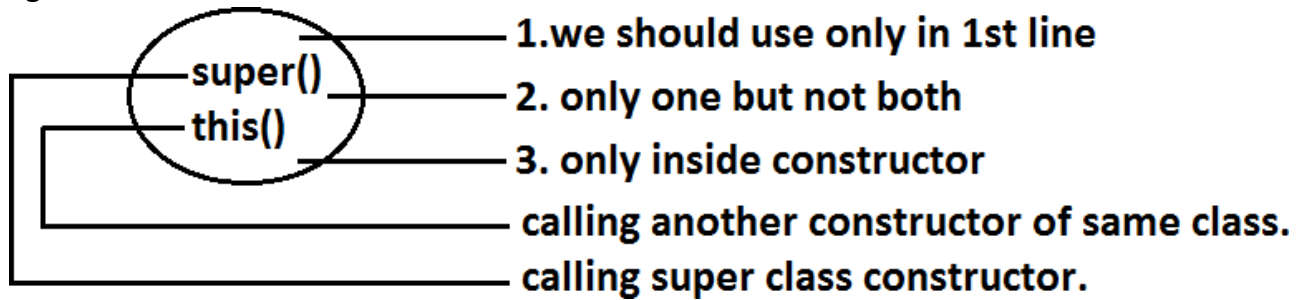 1.we should use only in 1st line
super()
2. only one but not both
this()
3. only inside constructor
calling another constructor of same class.
calling super class constructor.